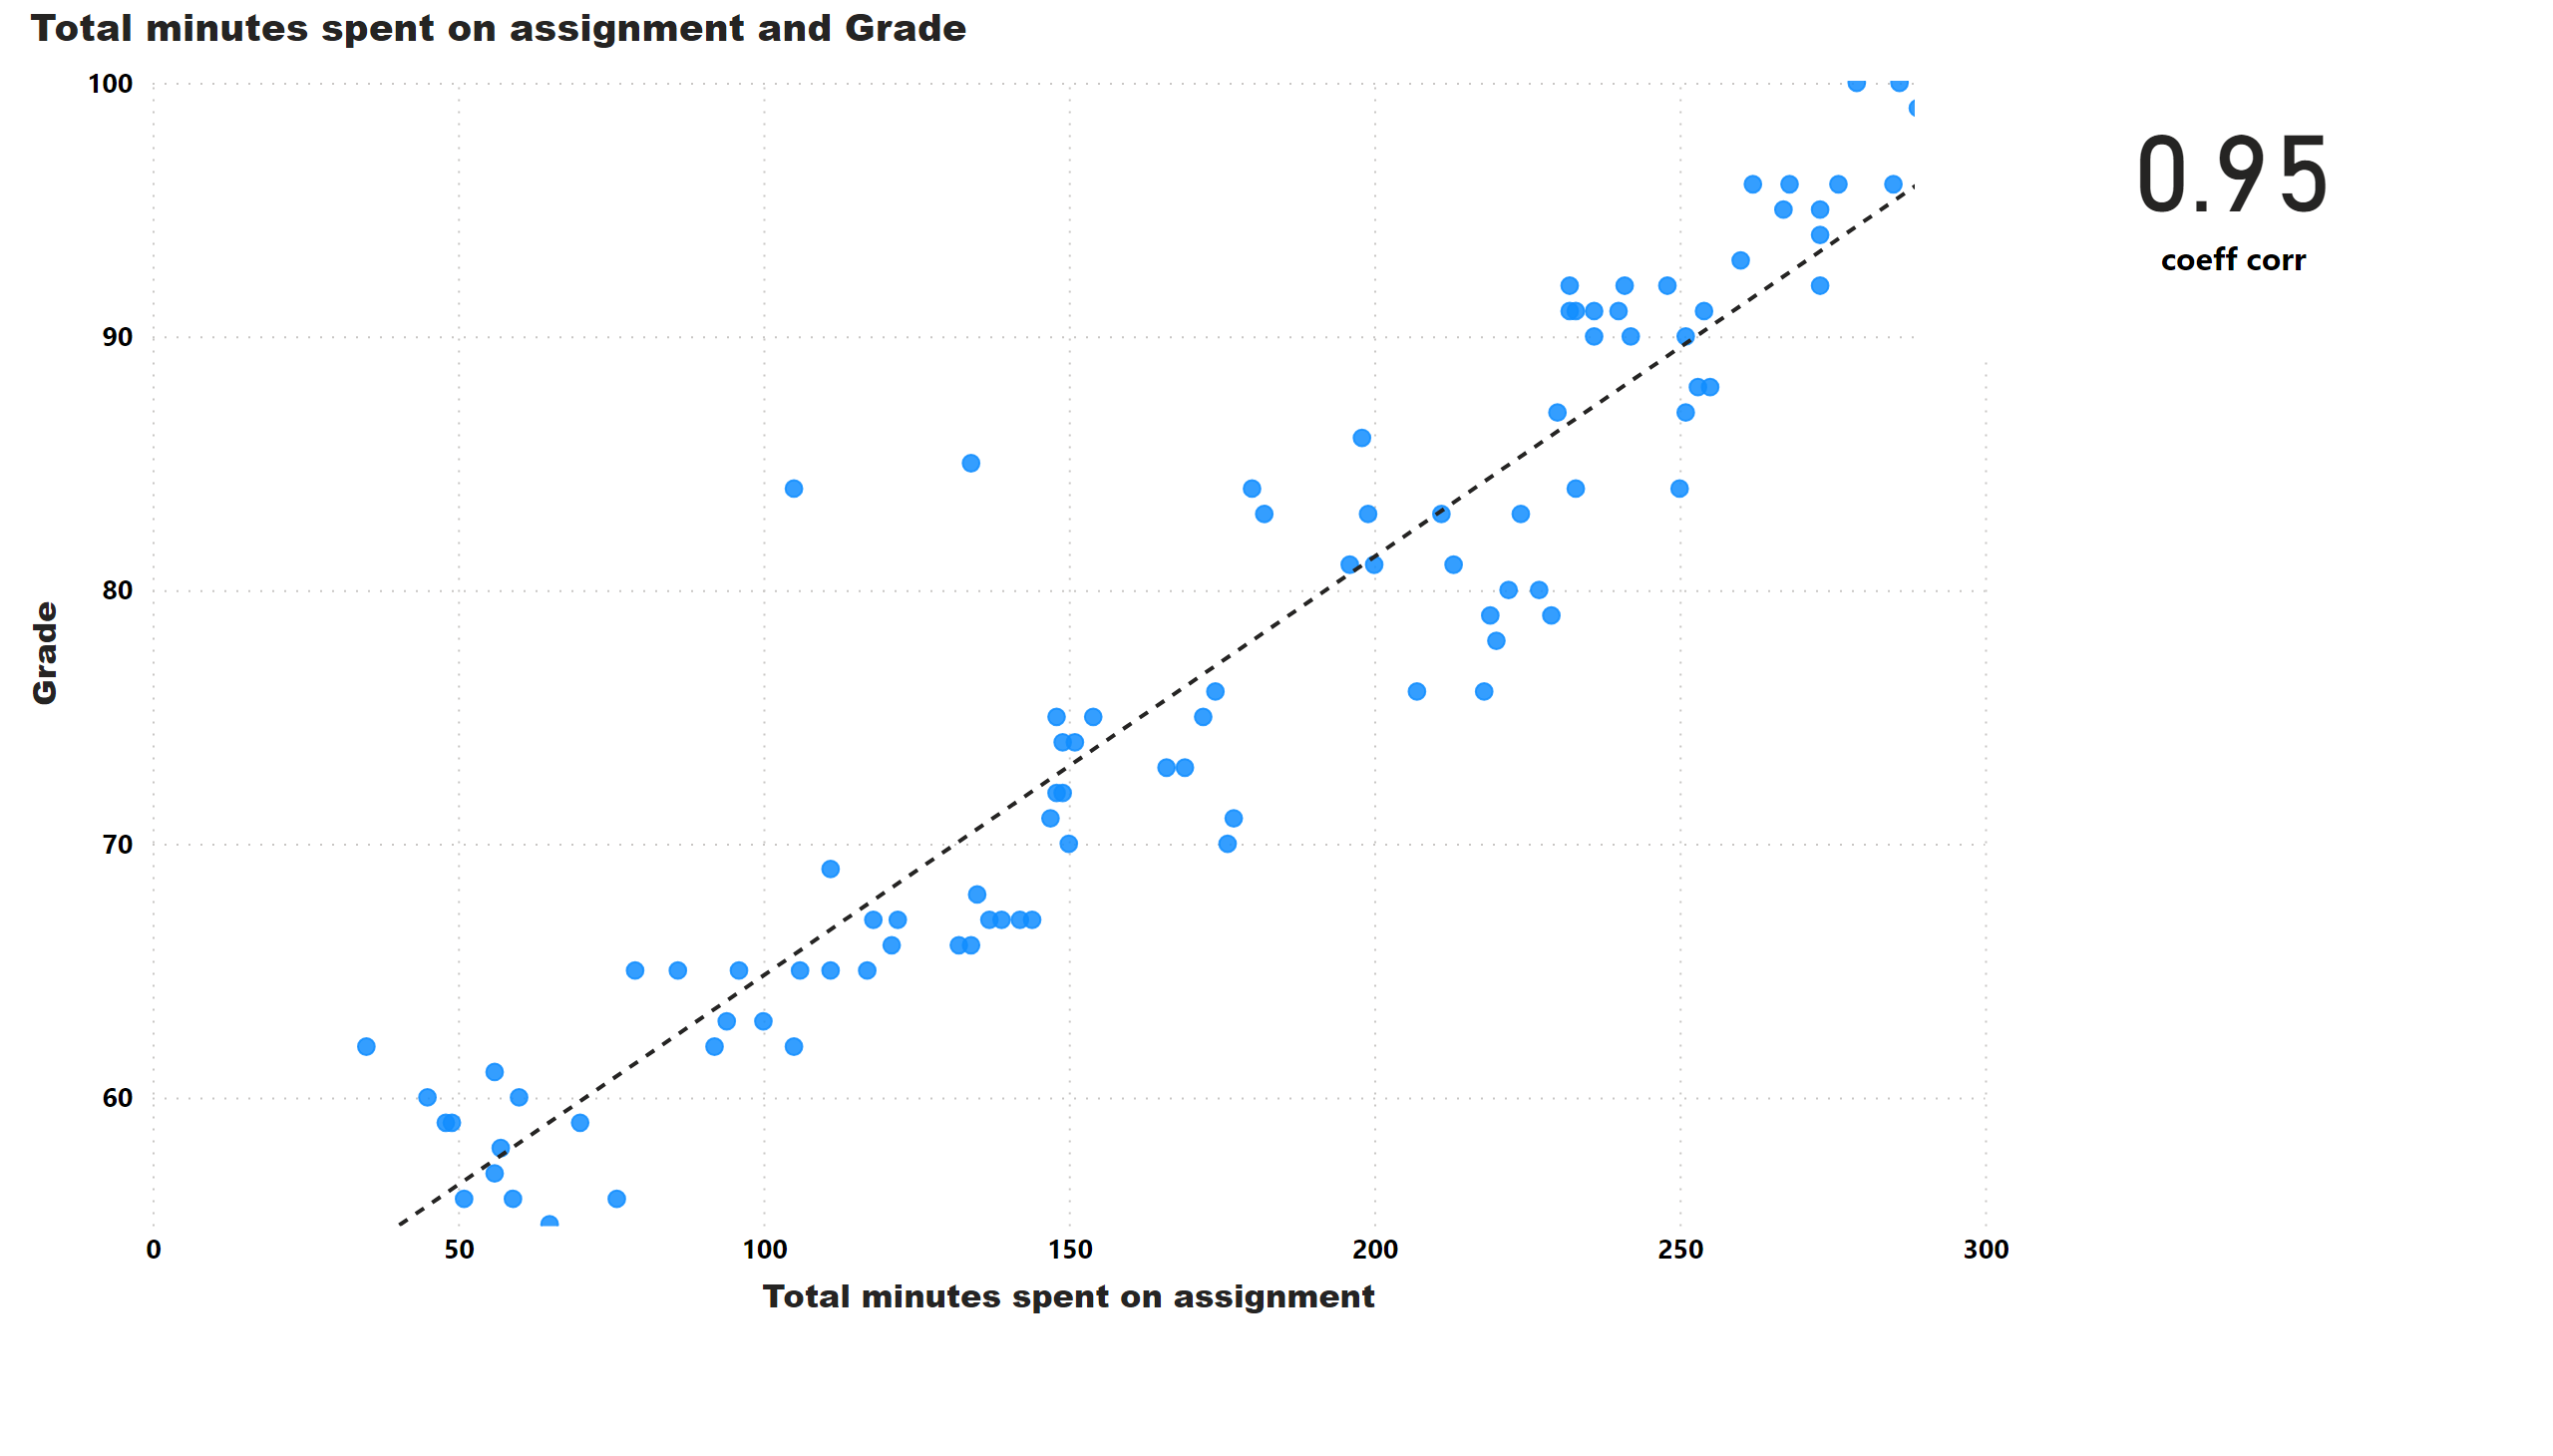 Total minutes spent on assignment and Grade
100
90
80
70
60
Grade
0 50 100 150 200 250 300
Total minutes spent on assignment
0.95
coeff corr